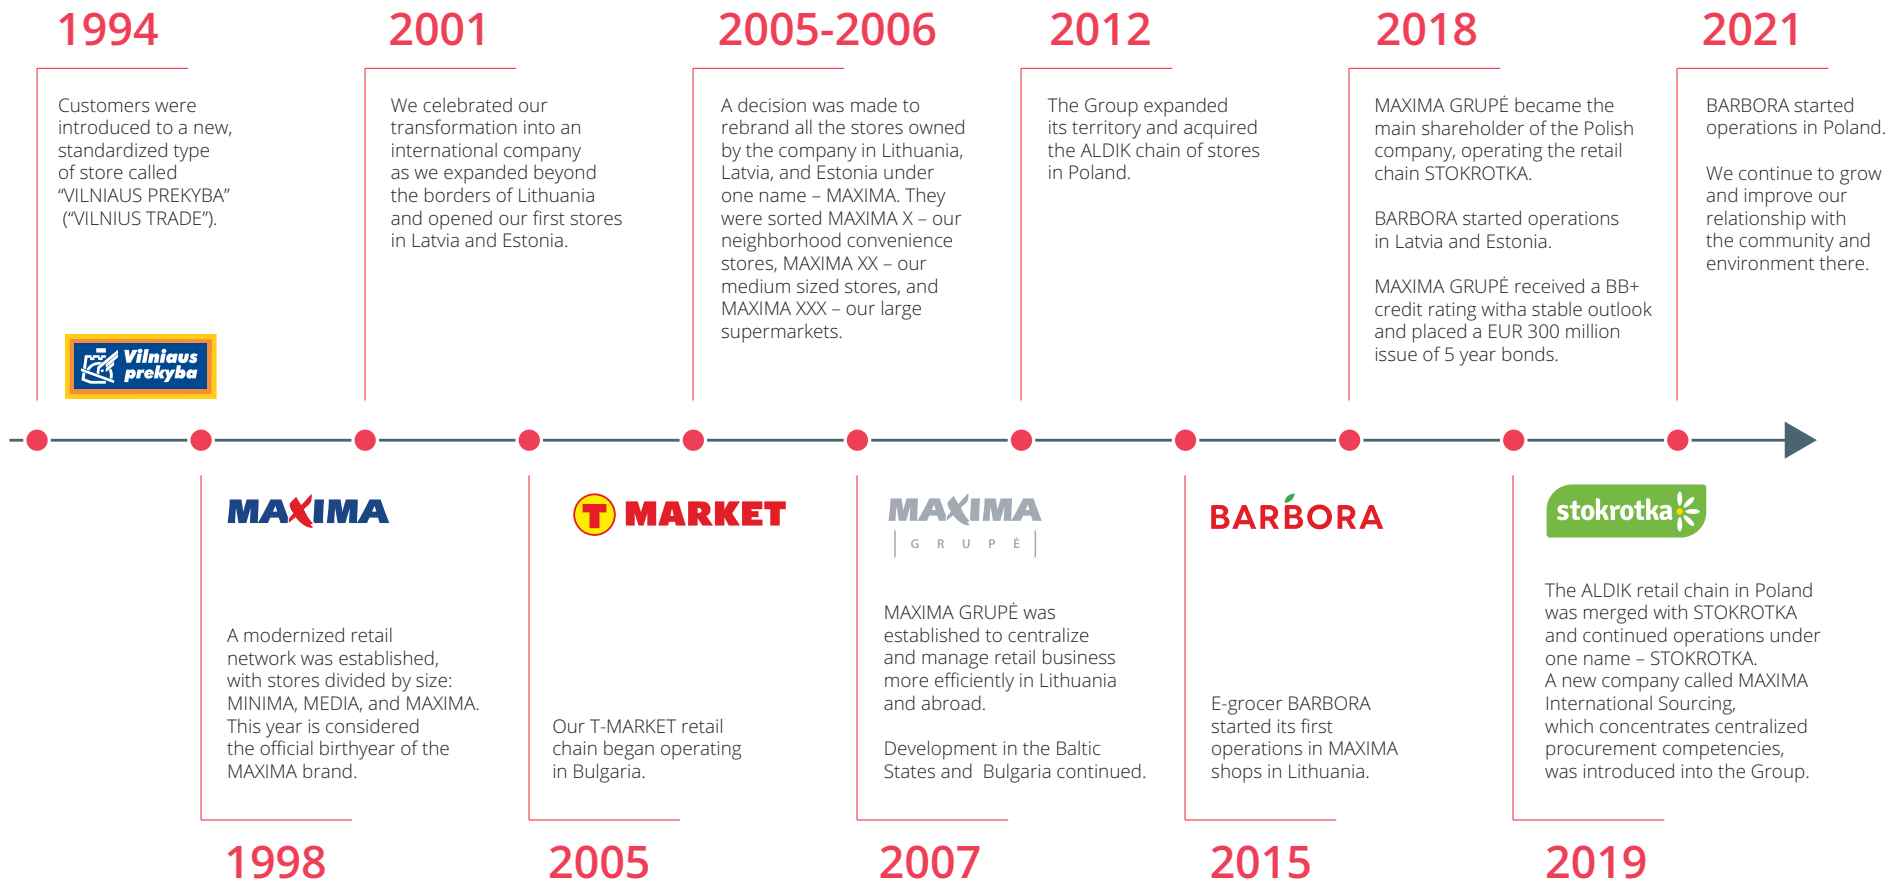 1994
Customers were
introduced to a new,
standardized type
of store called
“VILNIAUS PREKYBA”
(“VILNIUS TRADE”).
Vilniaus
prekyba
2001
We celebrated our
transformation into an
international company
as we expanded beyond
the borders of Lithuania
and opened our first stores
in Latvia and Estonia.
2005-2006
A decision was made to
rebrand all the stores owned
by the company in Lithuania,
Latvia, and Estonia under
one name – MAXIMA. They
were sorted MAXIMA X – our
neighborhood convenience
stores, MAXIMA XX – our
medium sized stores, and
MAXIMA XXX – our large
supermarkets.
2012
The Group expanded
its territory and acquired
the ALDIK chain of stores
in Poland.
2018
MAXIMA GRUPĖ became the
main shareholder of the Polish
company, operating the retail
chain STOKROTKA.
BARBORA started operations
in Latvia and Estonia.
MAXIMA GRUPĖ received a BB+
credit rating witha stable outlook
and placed a EUR 300 million
issue of 5 year bonds.
2021
BARBORA started
operations in Poland.
We continue to grow
and improve our
relationship with
the community and
environment there.
MAXIMA
A modernized retail
network was established,
with stores divided by size:
MINIMA, MEDIA, and MAXIMA.
This year is considered
the official birthyear of the
MAXIMA brand.
1998
T MARKET
Our T-MARKET retail
chain began operating
in Bulgaria.
2005
MAXIMA
GRUPĖ
MAXIMA GRUPĖ was
established to centralize
and manage retail business
more efficiently in Lithuania
and abroad.
Development in the Baltic
States and Bulgaria continued.
2007
BARBORA
E-grocer BARBORA
started its first
operations in MAXIMA
shops in Lithuania.
2015
stokrotka
The ALDIK retail chain in Poland
was merged with STOKROTKA
and continued operations under
one name – STOKROTKA.
A new company called MAXIMA
International Sourcing,
which concentrates centralized
procurement competencies,
was introduced into the Group.
2019